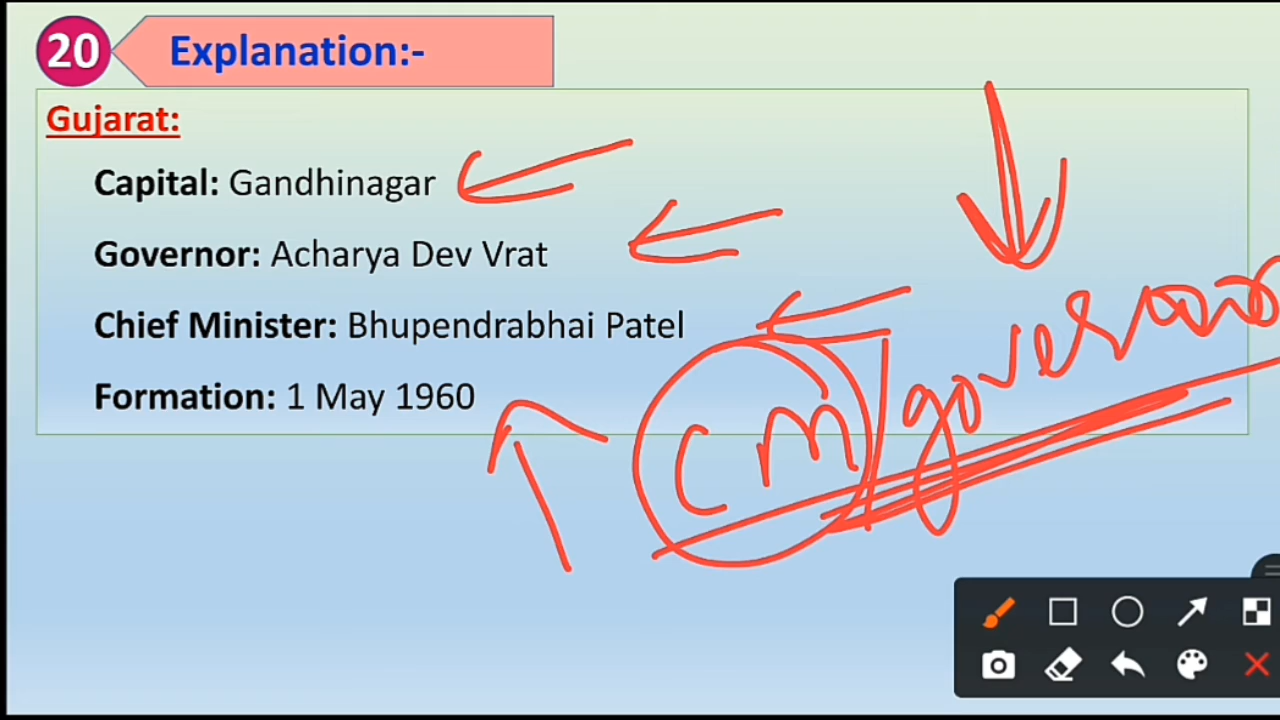 20 Explanation:-
Gujarat:
Capital: Gandhinagar
Governor: Acharya Dev Vrat
Chief Minister: Bhupendrabhai Patel
Formation: 1 May 1960
CM/governor